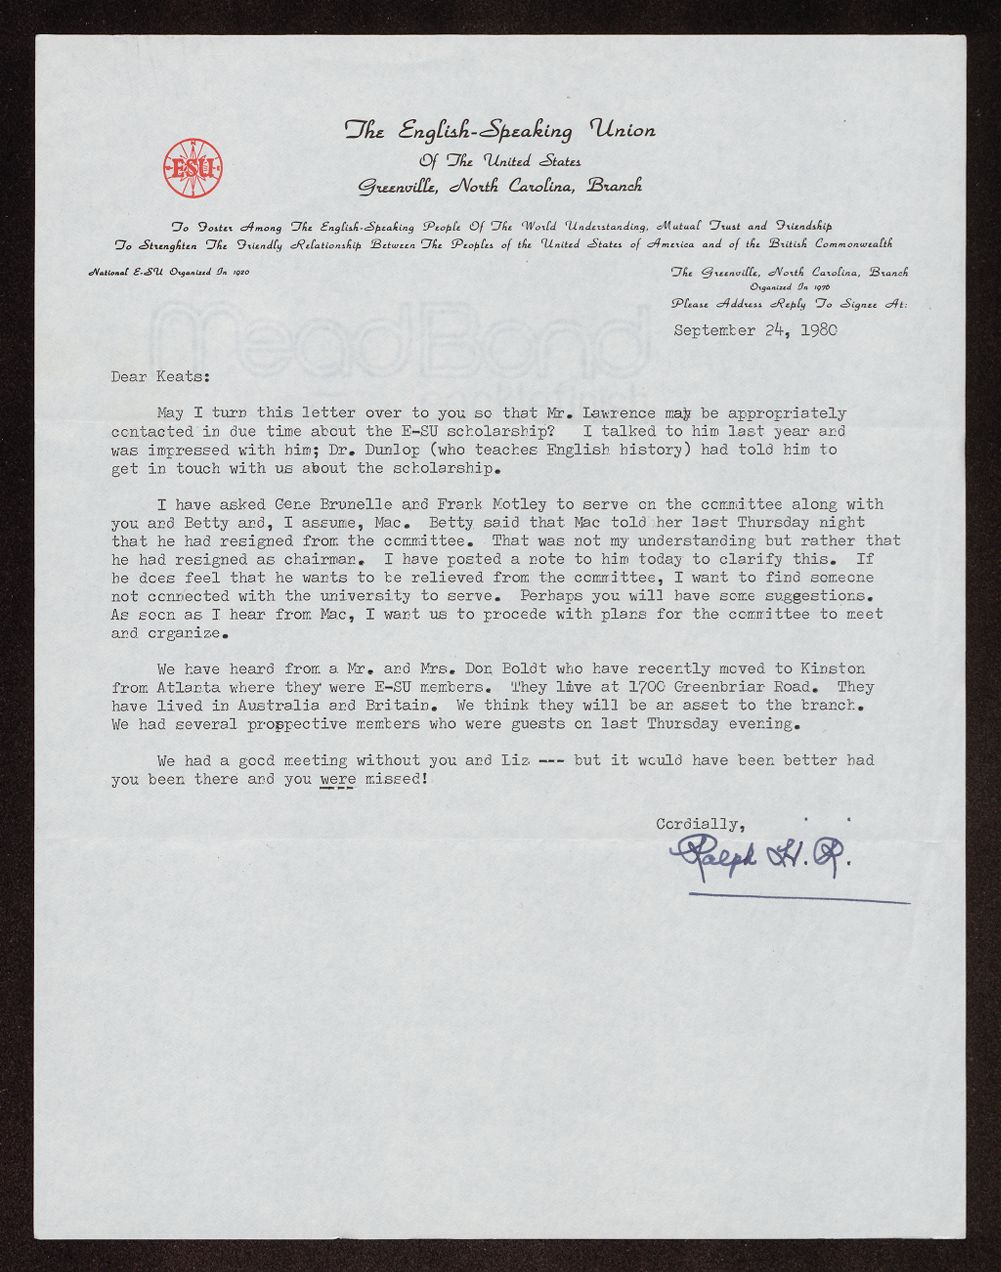 The English-Speaking Union
Of The United States
Greenville, North Carolina, Branch
ESU
To Foster Among The English-Speaking People Of The World Understanding, Mutual Trust and Friendship
To Strenghten The Friendly Relationship Between The Peoples of the United States of America and of the British Commonwealth
National E-SU Organized In 1920
The Greenville, North Carolina, Branch
Organized In 1976
Please Address Reply To Signee At:
September 24, 1980
MeadBond
Dear Keats:
May I turn this letter over to you so that Mr. Lawrence may be appropriately
contacted in due time about the E-SU scholarship? I talked to him last year and
was impressed with him; Dr. Dunlop (who teaches English history) had told him to
get in touch with us about the scholarship.
I have asked Gene Brunelle and Frank Motley to serve on the committee along with
you and Betty and, I assume, Mac. Betty said that Mac told her last Thursday night
that he had resigned from the committee. That was not my understanding but rather that
he had resigned as chairman. I have posted a note to him today to clarify this. If
he does feel that he wants to be relieved from the committee, I want to find someone
not connected with the university to serve. Perhaps you will have some suggestions.
As soon as I hear from Mac, I want us to procede with plans for the committee to meet
and organize.
We have heard from a Mr. and Mrs. Don Boldt who have recently moved to Kinston
from Atlanta where they were E-SU members. They live at 1700 Greenbriar Road. They
have lived in Australia and Britain. We think they will be an asset to the branch.
We had several prospective members who were guests on last Thursday evening.
We had a good meeting without you and Liz --- but it would have been better had
you been there and you were missed!
Cordially,
Ralph H. R.